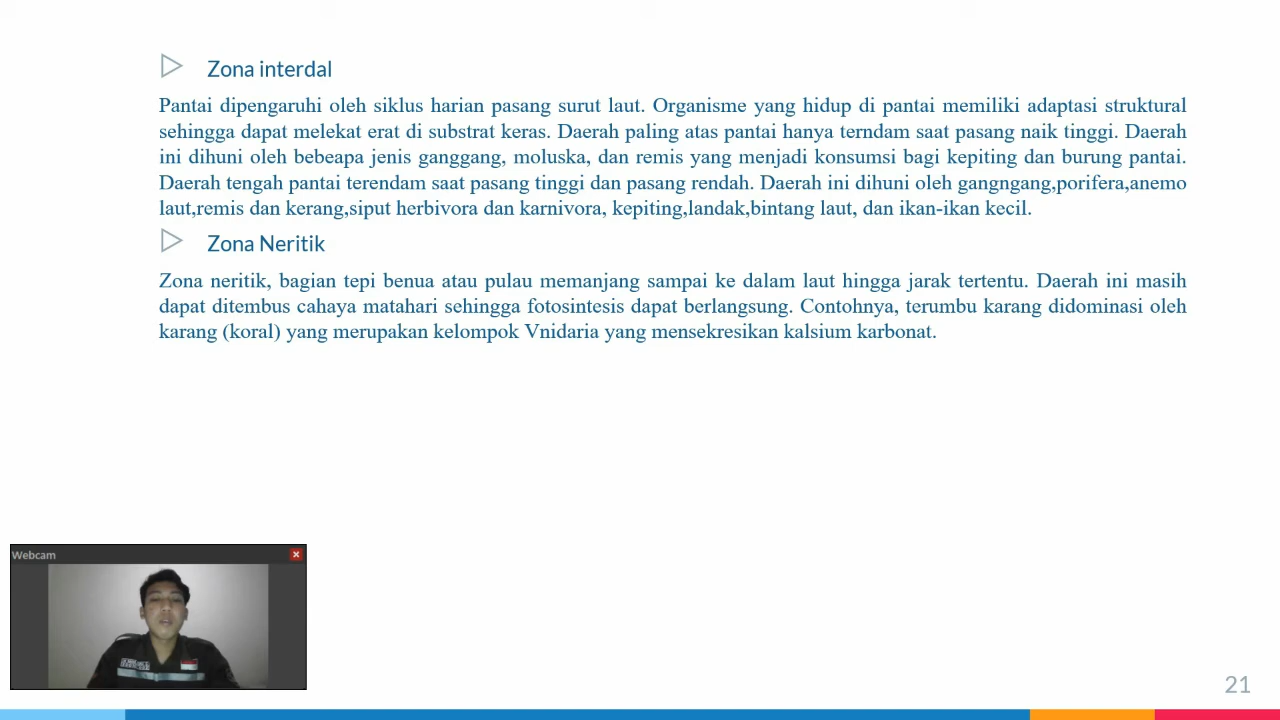 Zona interdal
Pantai dipengaruhi oleh siklus harian pasang surut laut. Organisme yang hidup di pantai memiliki adaptasi struktural
sehingga dapat melekat erat di substrat keras. Daerah paling atas pantai hanya terndam saat pasang naik tinggi. Daerah
ini dihuni oleh bebeapa jenis ganggang, moluska, dan remis yang menjadi konsumsi bagi kepiting dan burung pantai.
Daerah tengah pantai terendam saat pasang tinggi dan pasang rendah. Daerah ini dihuni oleh gangngang,porifera,anemo
laut,remis dan kerang,siput herbivora dan karnivora, kepiting,landak,bintang laut, dan ikan-ikan kecil.
Zona Neritik
Zona neritik, bagian tepi benua atau pulau memanjang sampai ke dalam laut hingga jarak tertentu. Daerah ini masih
dapat ditembus cahaya matahari sehingga fotosintesis dapat berlangsung. Contohnya, terumbu karang didominasi oleh
karang (koral) yang merupakan kelompok Vnidaria yang mensekresikan kalsium karbonat.
Webcam
21